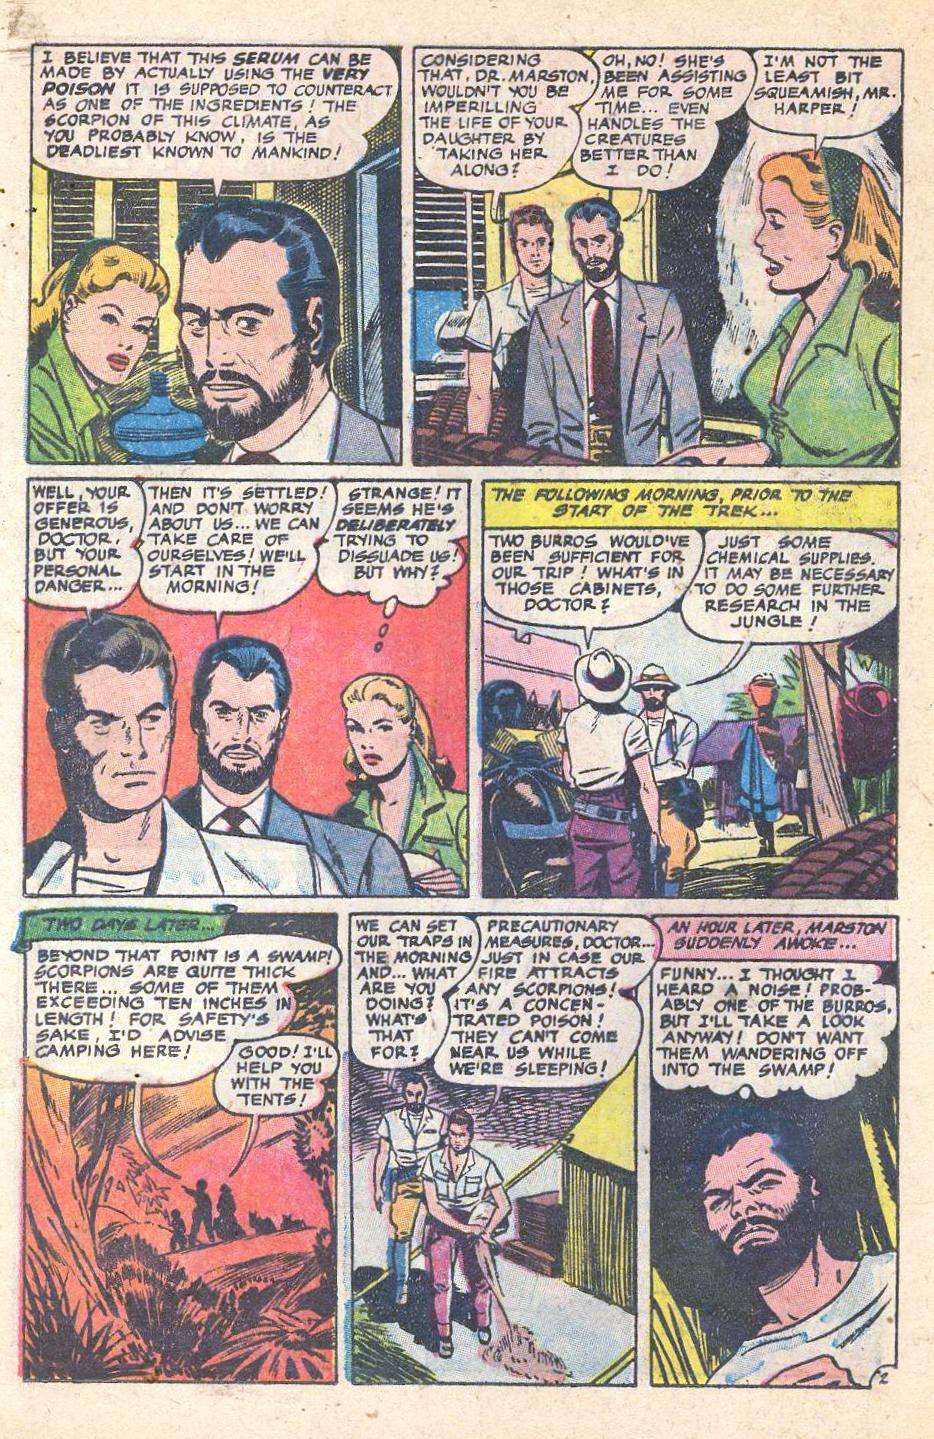 I BELIEVE THAT THIS SERUM CAN BE
MADE BY ACTUALLY USING THE VERY
POISON IT IS SUPPOSED TO COUNTERACT
AS ONE OF THE INGREDIENTS! THE
SCORPION OF THIS CLIMATE, AS
YOU PROBABLY KNOW, IS THE
DEADLIEST KNOWN TO MANKIND!
CONSIDERING
THAT, DR. MARSTON,
WOULDN'T YOU BE
IMPERILLING
THE LIFE OF YOUR
DAUGHTER BY
TAKING HER
ALONG?
OH, NO! SHE'S
BEEN ASSISTING
ME FOR SOME
TIME... EVEN
HANDLES THE
CREATURES
BETTER THAN
I DO!
I'M NOT THE
LEAST BIT
SQUEAMISH, MR.
HARPER!
WELL, YOUR
OFFER IS
GENEROUS,
DOCTOR,
BUT YOUR
PERSONAL
DANGER...
THEN IT'S SETTLED!
AND DON'T WORRY
ABOUT US... WE CAN
TAKE CARE OF
OURSELVES! WE'LL
START IN THE
MORNING!
STRANGE! IT
SEEMS HE'S
DELIBERATELY
TRYING TO
DISSUADE US!
BUT WHY?
THE FOLLOWING MORNING, PRIOR TO THE
START OF THE TREK...
TWO BURROS WOULD'VE
BEEN SUFFICIENT FOR
OUR TRIP! WHAT'S IN
THOSE CABINETS,
DOCTOR?
JUST SOME
CHEMICAL SUPPLIES.
IT MAY BE NECESSARY
TO DO SOME FURTHER
RESEARCH IN THE
JUNGLE!
TWO DAYS LATER...
BEYOND THAT POINT IS A SWAMP!
SCORPIONS ARE QUITE THICK
THERE... SOME OF THEM
EXCEEDING TEN INCHES IN
LENGTH! FOR SAFETY'S
SAKE, I'D ADVISE
CAMPING HERE!
GOOD! I'LL
HELP YOU
WITH THE
TENTS!
WE CAN SET
OUR TRAPS IN
THE MORNING
AND... WHAT
ARE YOU
DOING?
WHAT'S
THAT
FOR?
PRECAUTIONARY
MEASURES, DOCTOR...
JUST IN CASE OUR
FIRE ATTRACTS
ANY SCORPIONS!
IT'S A CONCEN-
TRATED POISON!
THEY CAN'T COME
NEAR US WHILE
WE'RE SLEEPING!
AN HOUR LATER, MARSTON
SUDDENLY AWOKE...
FUNNY... I THOUGHT I
HEARD A NOISE! PROB-
ABLY ONE OF THE BURROS,
BUT I'LL TAKE A LOOK
ANYWAY! DON'T WANT
THEM WANDERING OFF
INTO THE SWAMP!
2